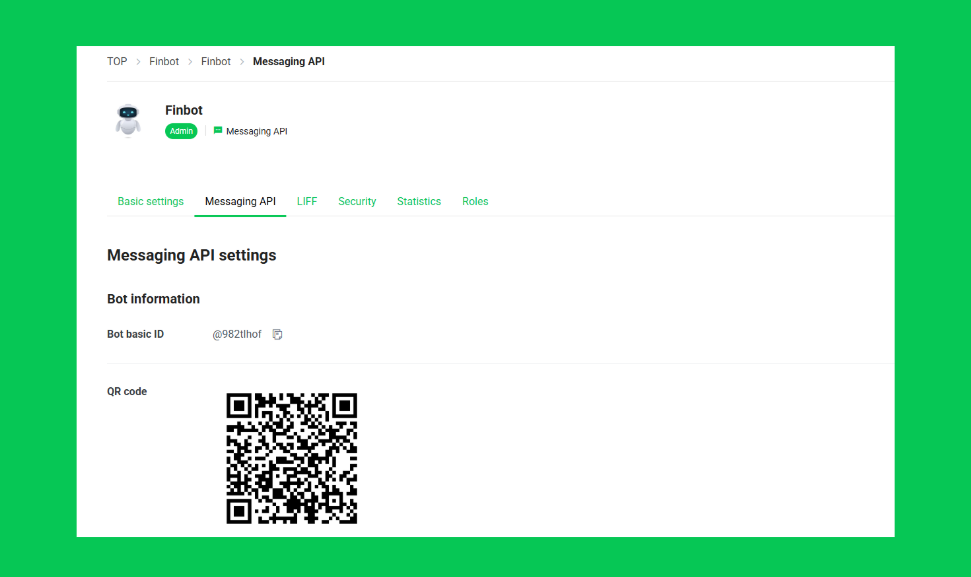 TOP > Finbot > Finbot > Messaging API
Finbot
Admin
Messaging API
Basic settings
Messaging API
LIFF
Security
Statistics
Roles
Messaging API settings
Bot information
Bot basic ID
@982tlhof
QR code